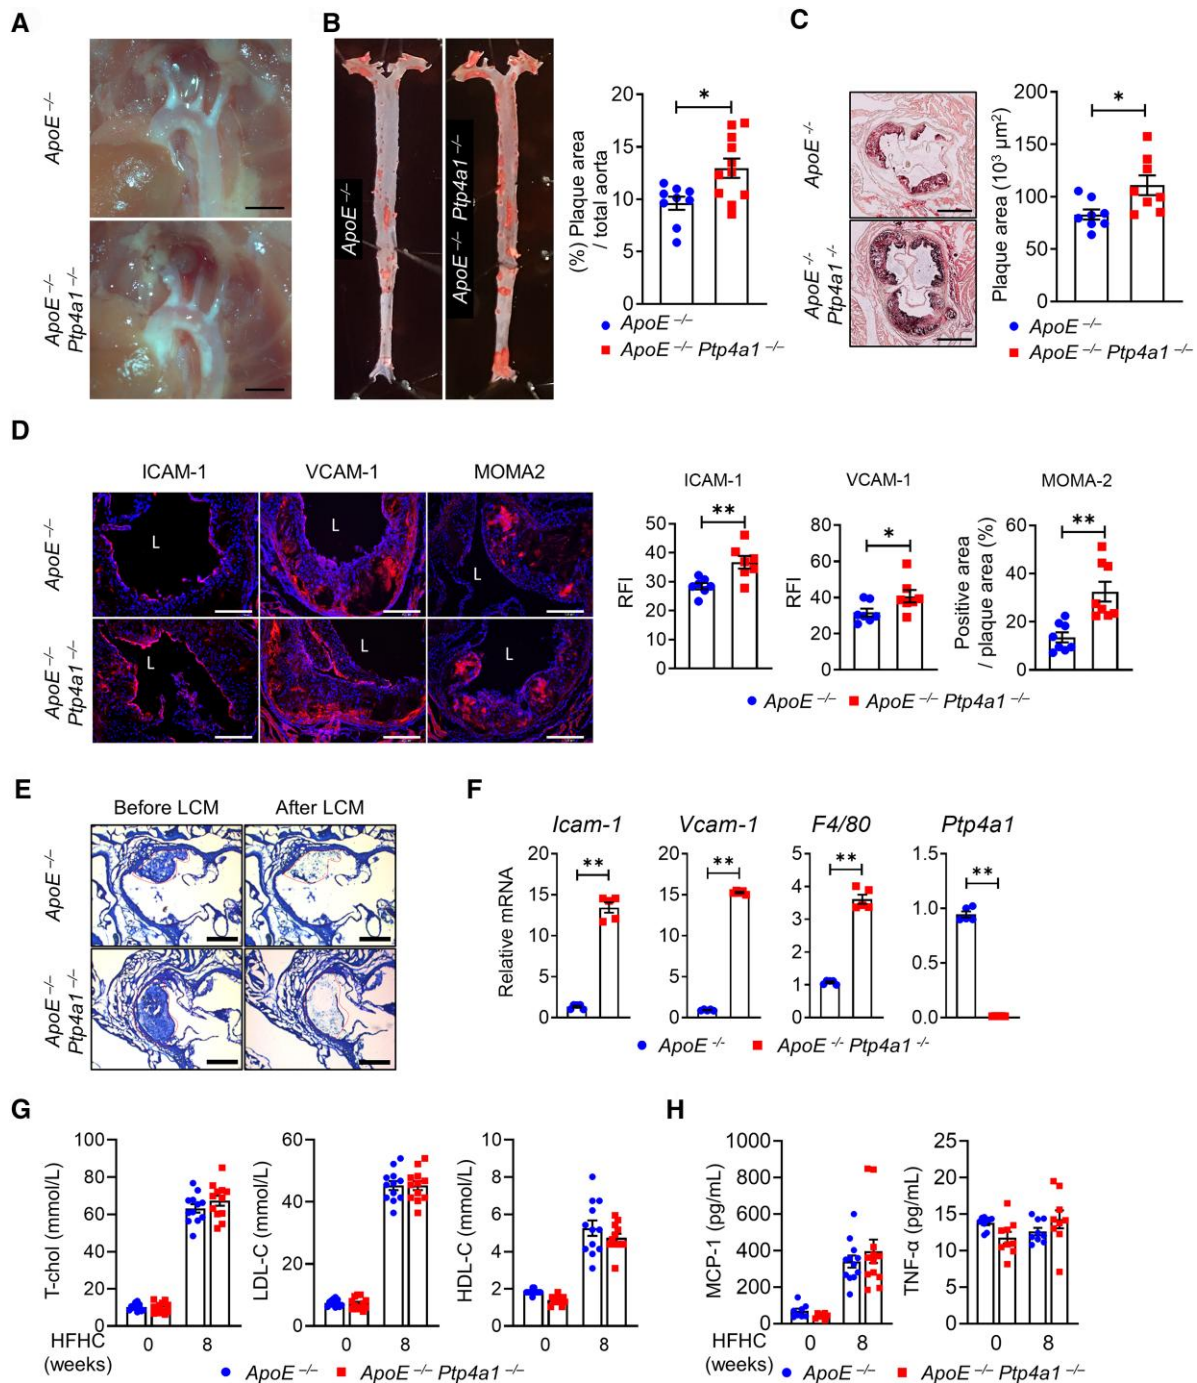 A
ApoE –/–
ApoE –/–
Ptp4a1 –/–
B
ApoE –/–
ApoE –/– Ptp4a1 –/–
(%) Plaque area
/ total aorta
20
15
10
5
0
*
ApoE –/–
ApoE –/– Ptp4a1 –/–
C
ApoE –/–
ApoE –/–
Ptp4a1 –/–
Plaque area (10³ µm²)
200
150
100
50
0
*
D
ICAM-1 VCAM-1 MOMA2
ApoE –/–
L L L
ApoE –/–
Ptp4a1 –/–
L L L
ICAM-1
RFI
50
40
30
20
10
0
**
VCAM-1
RFI
80
60
40
20
0
*
MOMA-2
Positive area
/ plaque area (%)
60
40
20
0
**
ApoE –/– ApoE –/– Ptp4a1 –/–
E
Before LCM After LCM
ApoE –/–
ApoE –/–
Ptp4a1 –/–
F
Relative mRNA
Icam-1
20
15
10
5
0
**
Vcam-1
20
15
10
5
0
**
F4/80
5
4
3
2
1
0
**
Ptp4a1
1.5
1.0
0.5
0.0
**
ApoE -/- ApoE -/- Ptp4a1 -/-
G
T-chol (mmol/L)
100
80
60
40
20
0
HFHC 0 8
(weeks)
LDL-C (mmol/L)
60
40
20
0
0 8
HDL-C (mmol/L)
10
8
6
4
2
0
0 8
ApoE –/– ApoE –/– Ptp4a1 –/–
H
MCP-1 (pg/mL)
1000
800
600
400
200
0
HFHC 0 8
(weeks)
TNF-α (pg/mL)
25
20
15
10
5
0
0 8
ApoE –/– ApoE –/– Ptp4a1 –/–